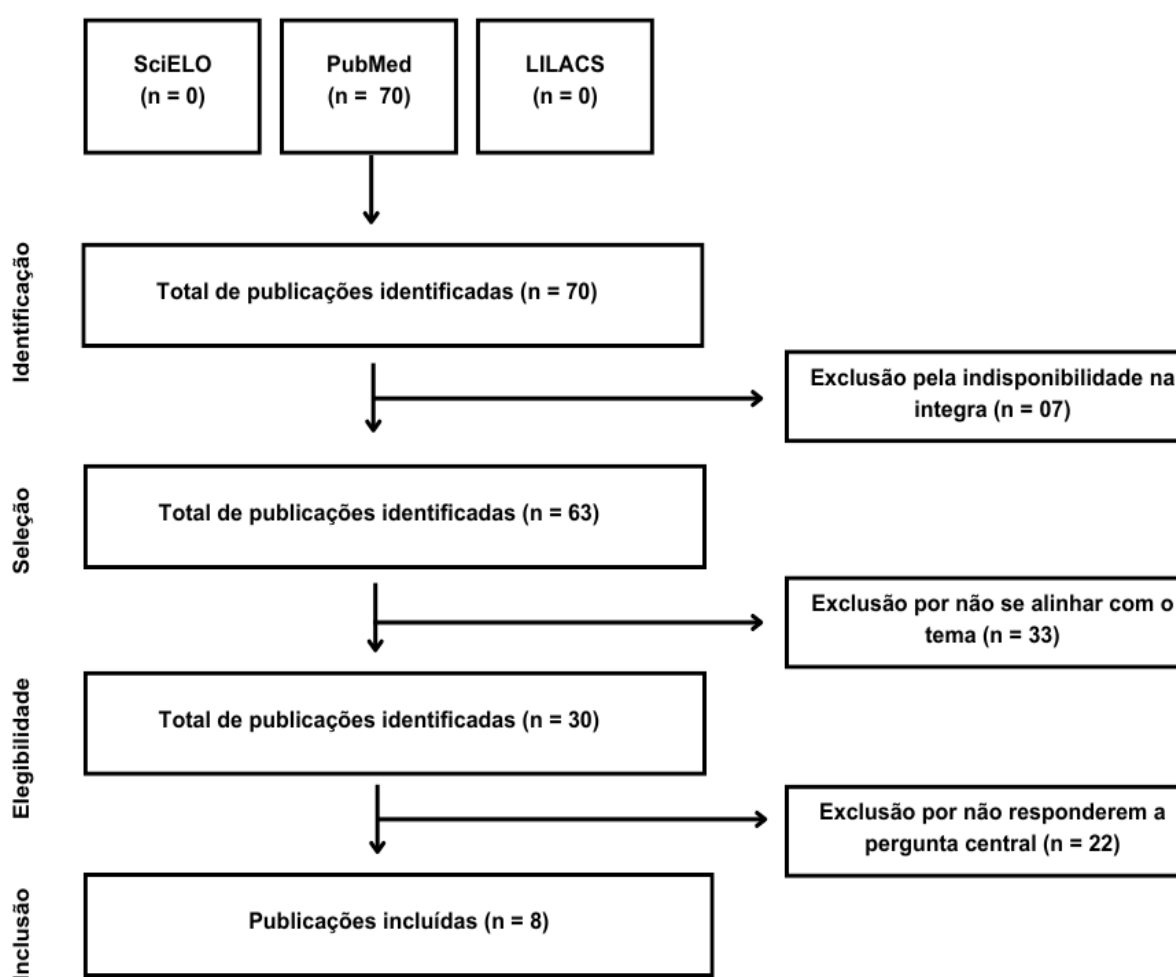 SciELO
(n = 0)
PubMed
(n =  70)
LILACS
(n = 0)
Identificação
Total de publicações identificadas (n = 70)
Exclusão pela indisponibilidade na
integra (n = 07)
Seleção
Total de publicações identificadas (n = 63)
Exclusão por não se alinhar com o
tema (n = 33)
Elegibilidade
Total de publicações identificadas (n = 30)
Exclusão por não responderem a
pergunta central (n = 22)
Inclusão
Publicações incluídas (n = 8)